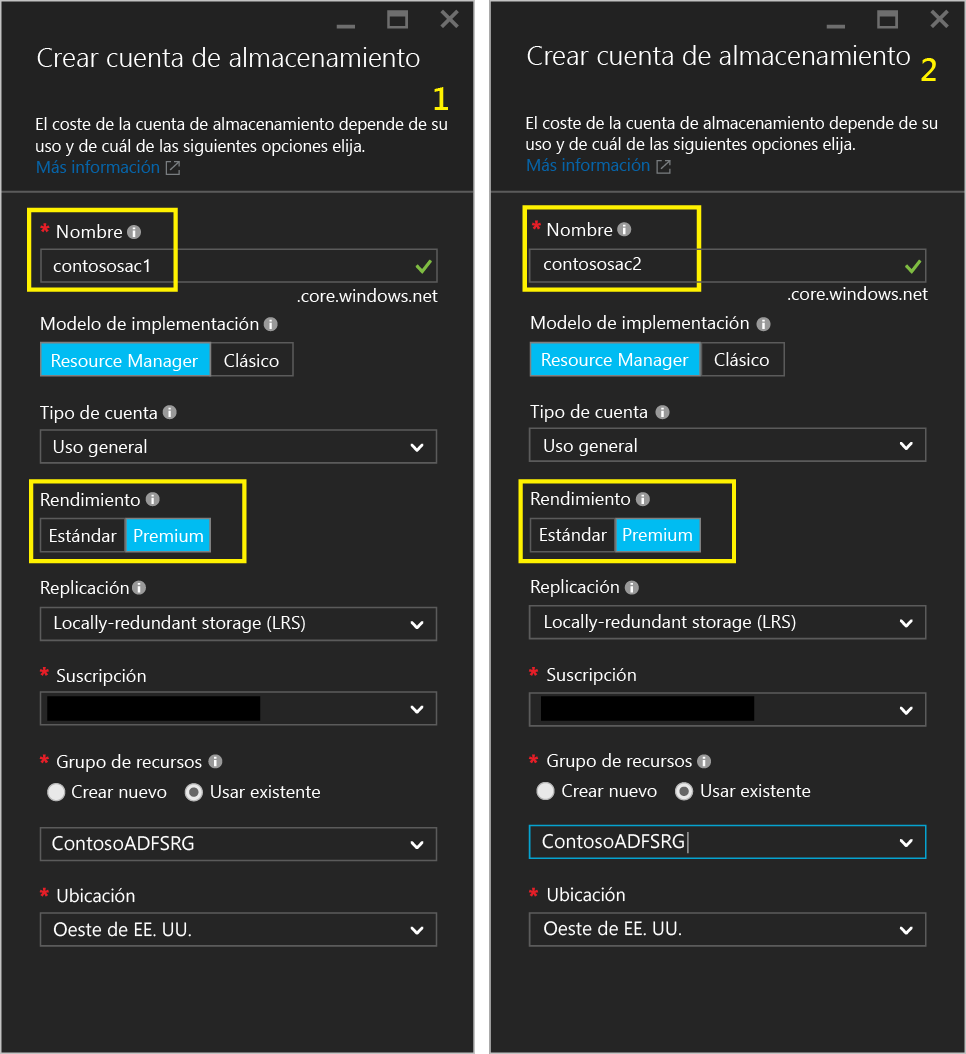 Crear cuenta de almacenamiento
1
El coste de la cuenta de almacenamiento depende de su
uso y de cuál de las siguientes opciones elija.
Más información
* Nombre
contososac1
.core.windows.net
Modelo de implementación
Resource Manager Clásico
Tipo de cuenta
Uso general
Rendimiento
Estándar Premium
Replicación
Locally-redundant storage (LRS)
* Suscripción
* Grupo de recursos
Crear nuevo Usar existente
ContosoADFSRG
* Ubicación
Oeste de EE. UU.
Crear cuenta de almacenamiento
2
El coste de la cuenta de almacenamiento depende de su
uso y de cuál de las siguientes opciones elija.
Más información
* Nombre
contososac2
.core.windows.net
Modelo de implementación
Resource Manager Clásico
Tipo de cuenta
Uso general
Rendimiento
Estándar Premium
Replicación
Locally-redundant storage (LRS)
* Suscripción
* Grupo de recursos
Crear nuevo Usar existente
ContosoADFSRG
* Ubicación
Oeste de EE. UU.